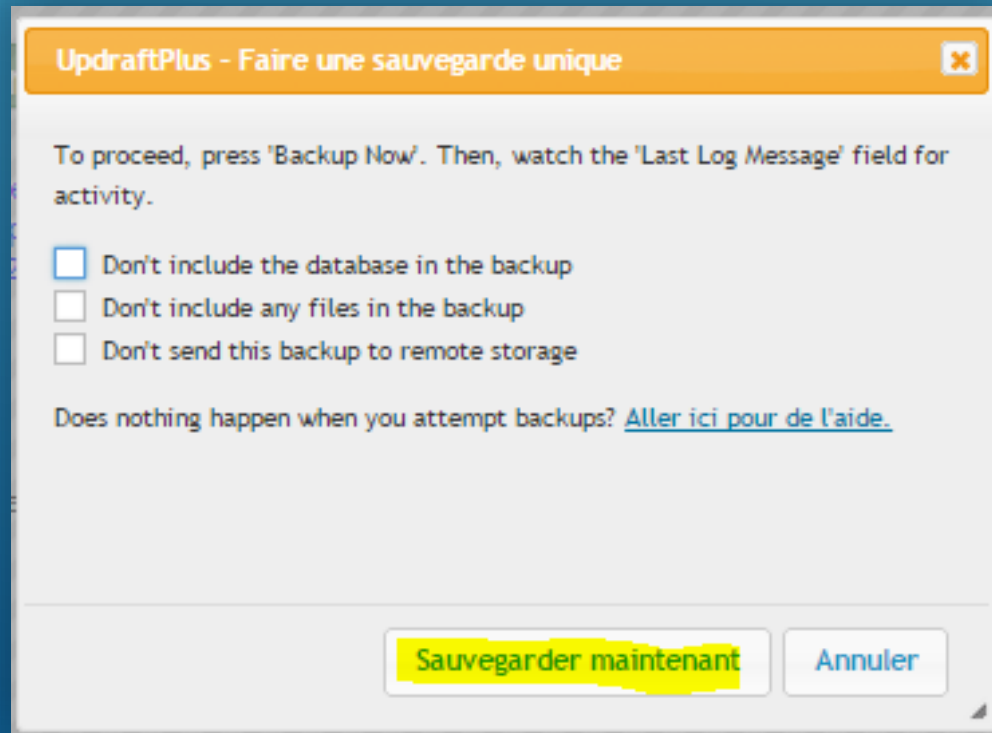 UpdraftPlus - Faire une sauvegarde unique
To proceed, press 'Backup Now'. Then, watch the 'Last Log Message' field for
activity.
Don't include the database in the backup
Don't include any files in the backup
Don't send this backup to remote storage
Does nothing happen when you attempt backups? Aller ici pour de l'aide.
Sauvegarder maintenant
Annuler